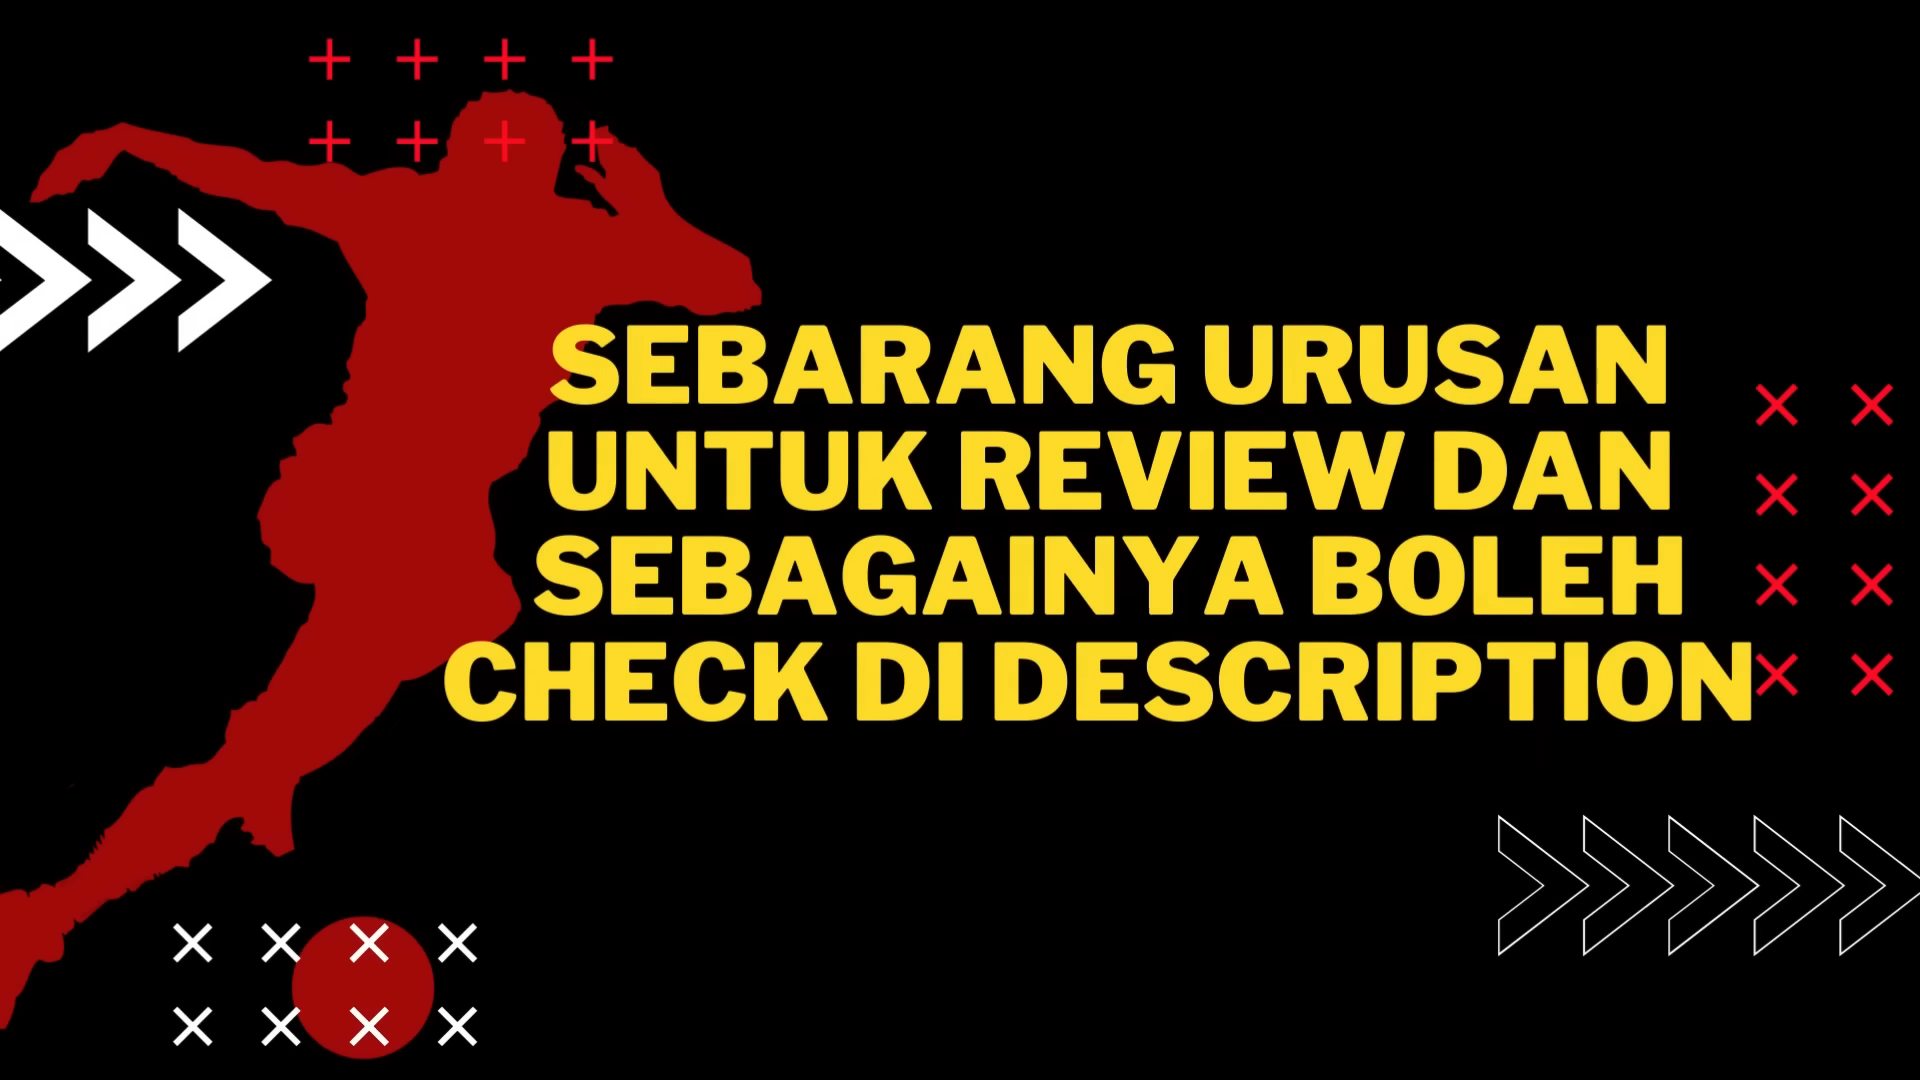 SEBARANG URUSAN
UNTUK REVIEW DAN
SEBAGAINYA BOLEH
CHECK DI DESCRIPTION